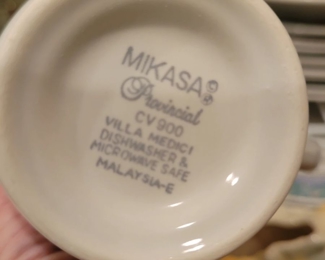 MIKASA®
Provincial
CV 900
VILLA MEDICI
DISHWASHER &
MICROWAVE SAFE
MALAYSIA-E